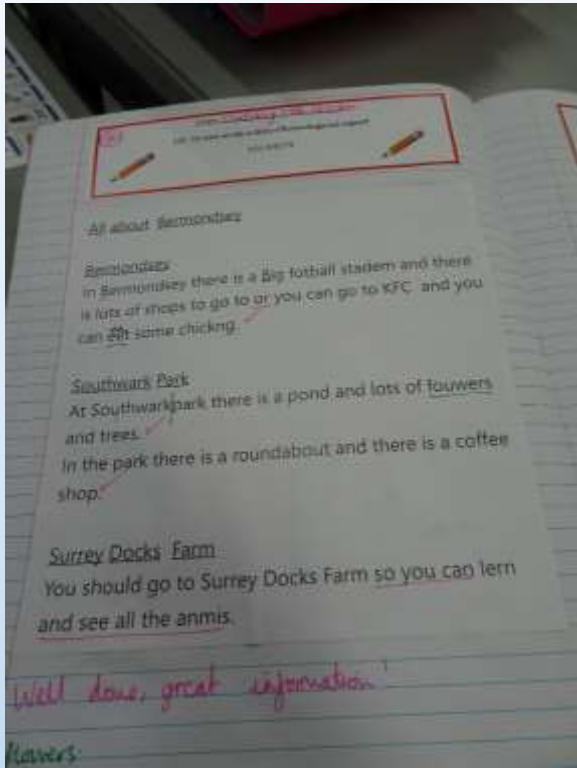 All about Bermondsey
Bermondsey
In Bermondsey there is a Big fotball stadem and there
is lots of shops to go to or you can go to KFC and you
can eat some chickng.
Southwark Park
At Southwark park there is a pond and loss of fouwers
and trees.
In the park there is a roundabout and there is a coffee
shop.
Surrey Docks Farm
You should go to Surrey Docks Farm so you can lern
and see all the anmis.
Well done, great information!
flowers